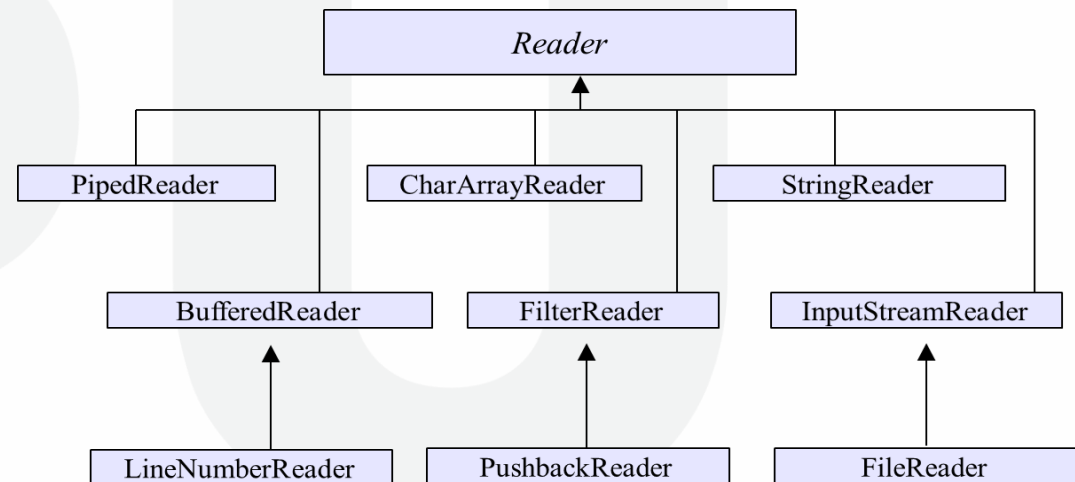 Reader
PipedReader
CharArrayReader
StringReader
BufferedReader
FilterReader
InputStreamReader
LineNumberReader
PushbackReader
FileReader